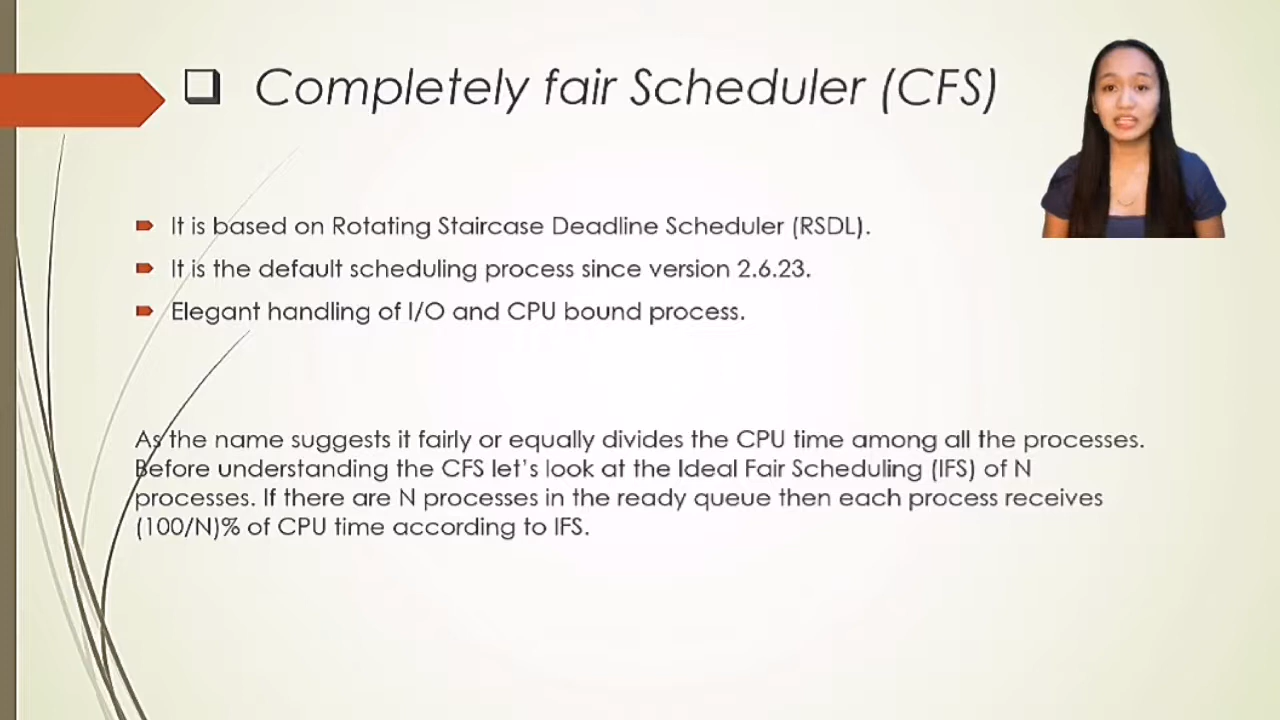 Completely fair Scheduler (CFS)
It is based on Rotating Staircase Deadline Scheduler (RSDL).
It is the default scheduling process since version 2.6.23.
Elegant handling of I/O and CPU bound process.
As the name suggests it fairly or equally divides the CPU time among all the processes.
Before understanding the CFS let's look at the Ideal Fair Scheduling (IFS) of N
processes. If there are N processes in the ready queue then each process receives
(100/N)% of CPU time according to IFS.